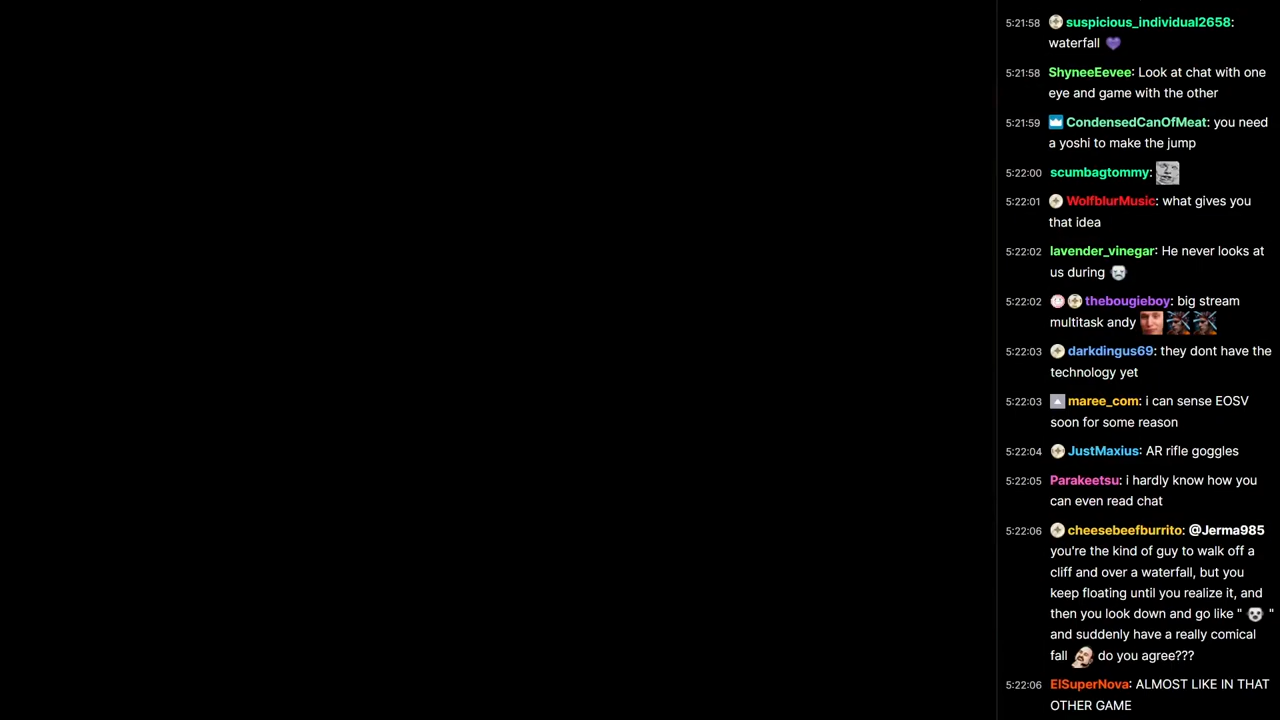 5:21:58 suspicious_individual2658:
waterfall
5:21:58 ShyneeEevee: Look at chat with one
eye and game with the other
5:21:59 CondensedCanOfMeat: you need
a yoshi to make the jump
5:22:00 scumbagtommy:
5:22:01 WolfblurMusic: what gives you
that idea
5:22:02 lavender_vinegar: He never looks at
us during
5:22:02 thebougieboy: big stream
multitask andy
5:22:03 darkdingus69: they dont have the
technology yet
5:22:03 maree_com: i can sense EOSV
soon for some reason
5:22:04 JustMaxius: AR rifle goggles
5:22:05 Parakeetsu: i hardly know how you
can even read chat
5:22:06 cheesebeefburrito: @Jerma985
you're the kind of guy to walk off a
cliff and over a waterfall, but you
keep floating until you realize it, and
then you look down and go like " "
and suddenly have a really comical
fall do you agree???
5:22:06 ElSuperNova: ALMOST LIKE IN THAT
OTHER GAME